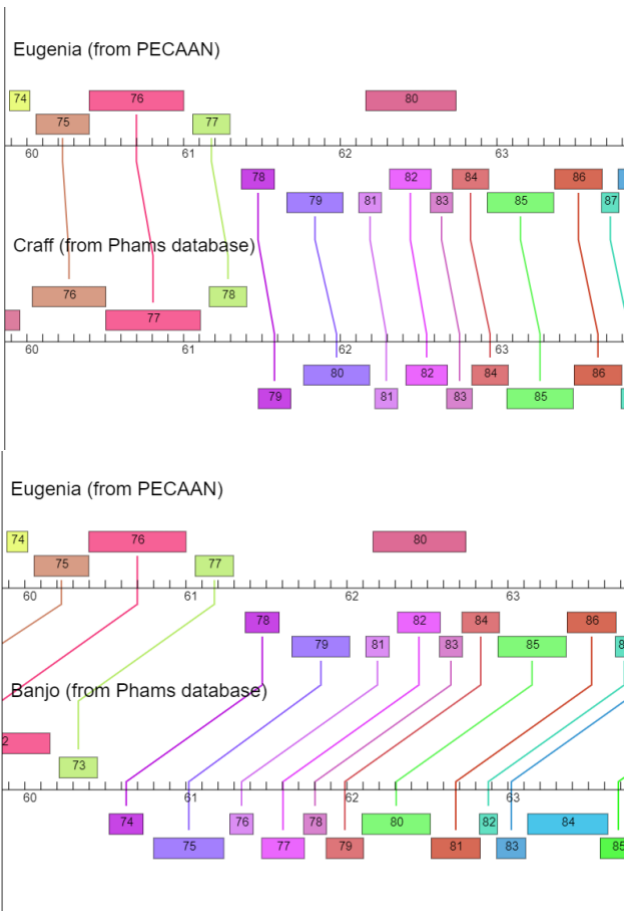 Eugenia (from PECAAN)
74 76 80
75 77
60 61 62 63
78 82 84 86
79 81 83 85 87
Craff (from Phams database)
76 78
77
60 61 62 63
80 82 84 86
79 81 83 85
Eugenia (from PECAAN)
74 76 80
75 77
60 61 62 63
78 82 84 86
79 81 83 85 8
Banjo (from Phams database)
2
73
60 61 62 63
74 76 78 80 82 84
75 77 79 81 83 85